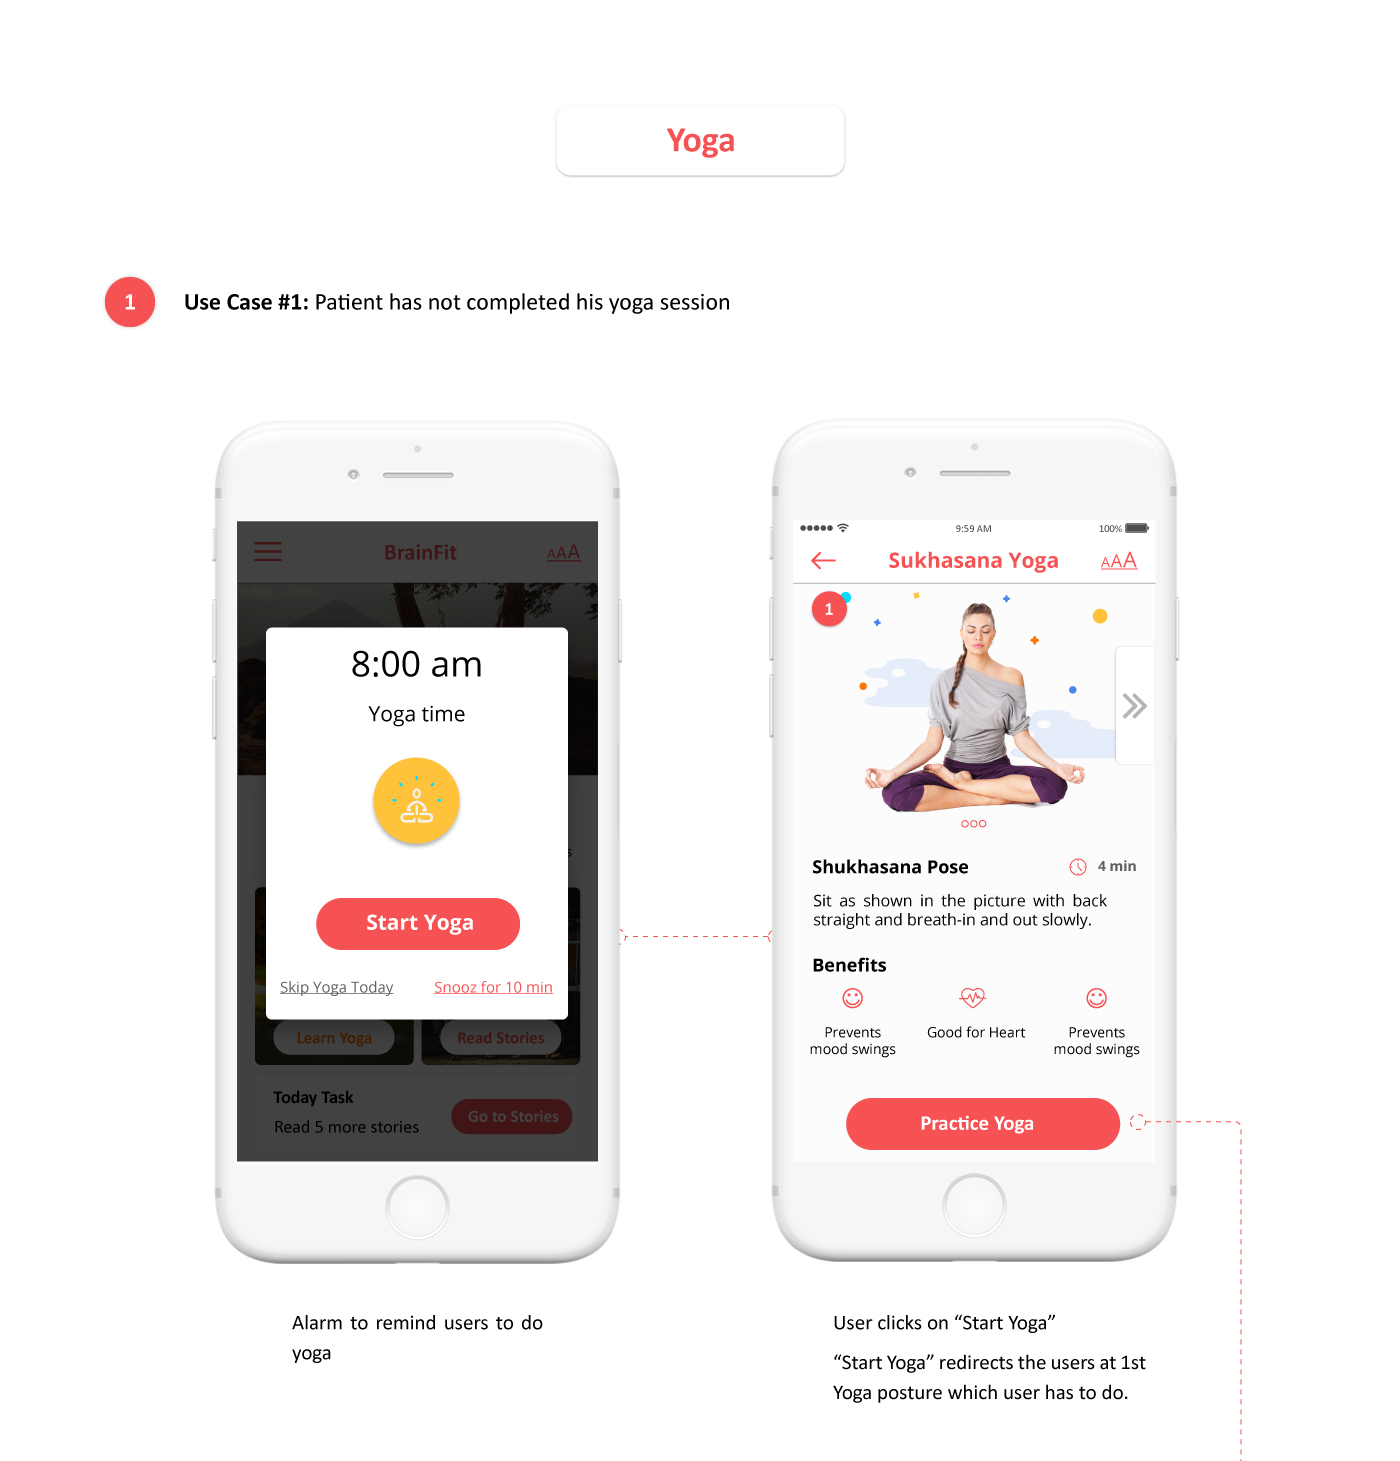 Yoga
1
Use Case #1: Patient has not completed his yoga session
BrainFit
AAA
8:00 am
Yoga time
Start Yoga
Skip Yoga Today
Snooz for 10 min
s
Learn Yoga
Read Stories
Today Task
Read 5 more stories
Go to Stories
9:59 AM
100%
Sukhasana Yoga
AAA
1
Shukhasana Pose
4 min
Sit as shown in the picture with back
straight and breath-in and out slowly.
Benefits
Prevents
mood swings
Good for Heart
Prevents
mood swings
Practice Yoga
Alarm to remind users to do
yoga
User clicks on “Start Yoga”
“Start Yoga” redirects the users at 1st
Yoga posture which user has to do.